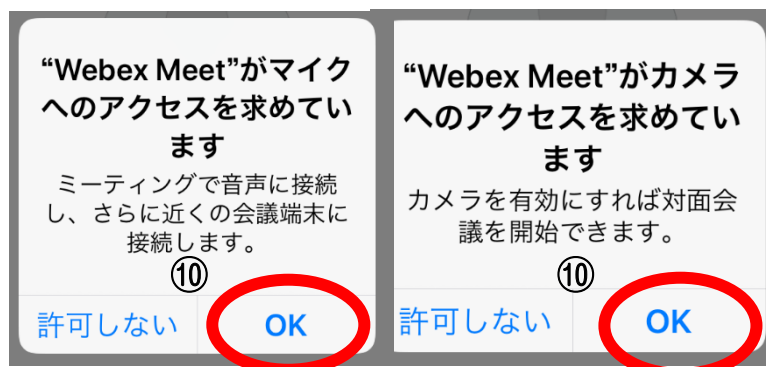 “Webex Meet”がマイク
へのアクセスを求めてい
ます
ミーティングで音声に接続
し、さらに近くの会議端末に
接続します。
⑩
許可しない
OK
“Webex Meet”がカメラ
へのアクセスを求めてい
ます
カメラを有効にすれば対面会
議を開始できます。
⑩
許可しない
OK